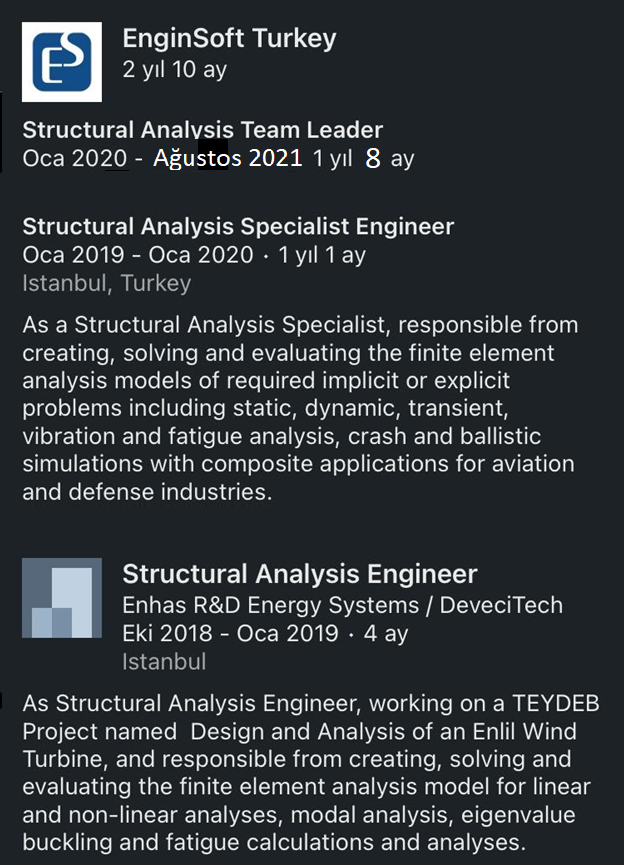 EnginSoft Turkey
2 yıl 10 ay
Structural Analysis Team Leader
Oca 2020 - Ağustos 2021 1 yıl 8 ay
Structural Analysis Specialist Engineer
Oca 2019 - Oca 2020 · 1 yıl 1 ay
Istanbul, Turkey
As a Structural Analysis Specialist, responsible from
creating, solving and evaluating the finite element
analysis models of required implicit or explicit
problems including static, dynamic, transient,
vibration and fatigue analysis, crash and ballistic
simulations with composite applications for aviation
and defense industries.
Structural Analysis Engineer
Enhas R&D Energy Systems / DeveciTech
Eki 2018 - Oca 2019 · 4 ay
Istanbul
As Structural Analysis Engineer, working on a TEYDEB
Project named  Design and Analysis of an Enlil Wind
Turbine, and responsible from creating, solving and
evaluating the finite element analysis model for linear
and non-linear analyses, modal analysis, eigenvalue
buckling and fatigue calculations and analyses.